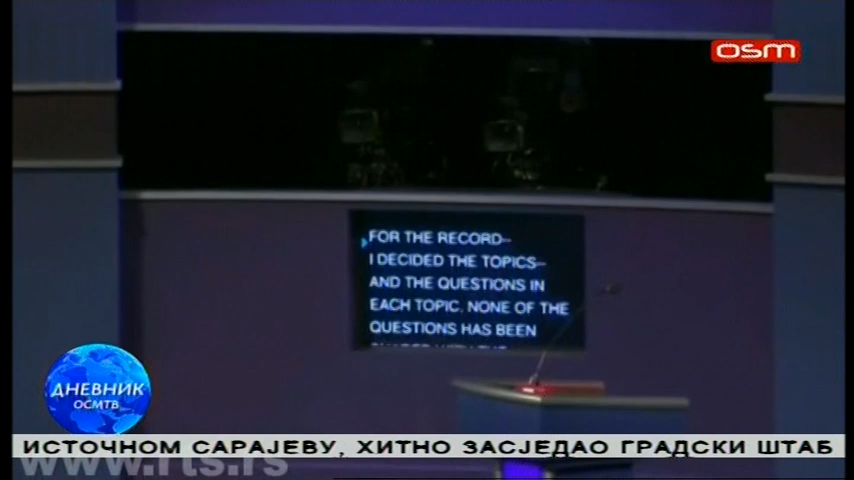 OSM
FOR THE RECORD--
I DECIDED THE TOPICS--
AND THE QUESTIONS IN
EACH TOPIC. NONE OF THE
QUESTIONS HAS BEEN
ДНЕВНИК
ОСМТВ
ИСТОЧНОМ САРАЈЕВУ, ХИТНО ЗАСЈЕДАО ГРАДСКИ ШТАБ
www.rts.rs